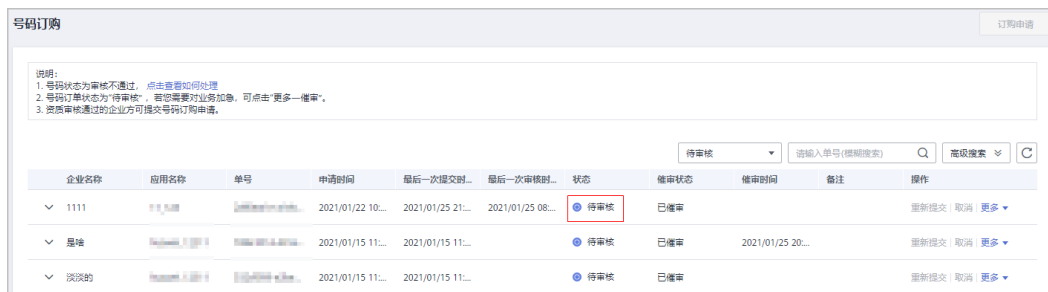 号码订购
订购申请
说明：
1. 号码状态为审核不通过， 点击查看如何处理
2. 号码订单状态为“待审核”，若您需要对业务加急，可点击“更多—催审”。
3. 资质审核通过的企业方可提交号码订购申请。
待审核 请输入单号(模糊搜索) 高级搜索
企业名称 应用名称 单号 申请时间 最后一次提交时... 最后一次审核时... 状态 催审状态 催审时间 备注 操作
1111 2021/01/22 10:... 2021/01/25 21:... 2021/01/25 08:... 待审核 已催审 重新提交 | 取消 | 更多
是啥 2021/01/15 11:... 2021/01/15 11:... 待审核 已催审 2021/01/25 20:... 重新提交 | 取消 | 更多
淡淡的 2021/01/15 11:... 2021/01/15 11:... 待审核 已催审 重新提交 | 取消 | 更多